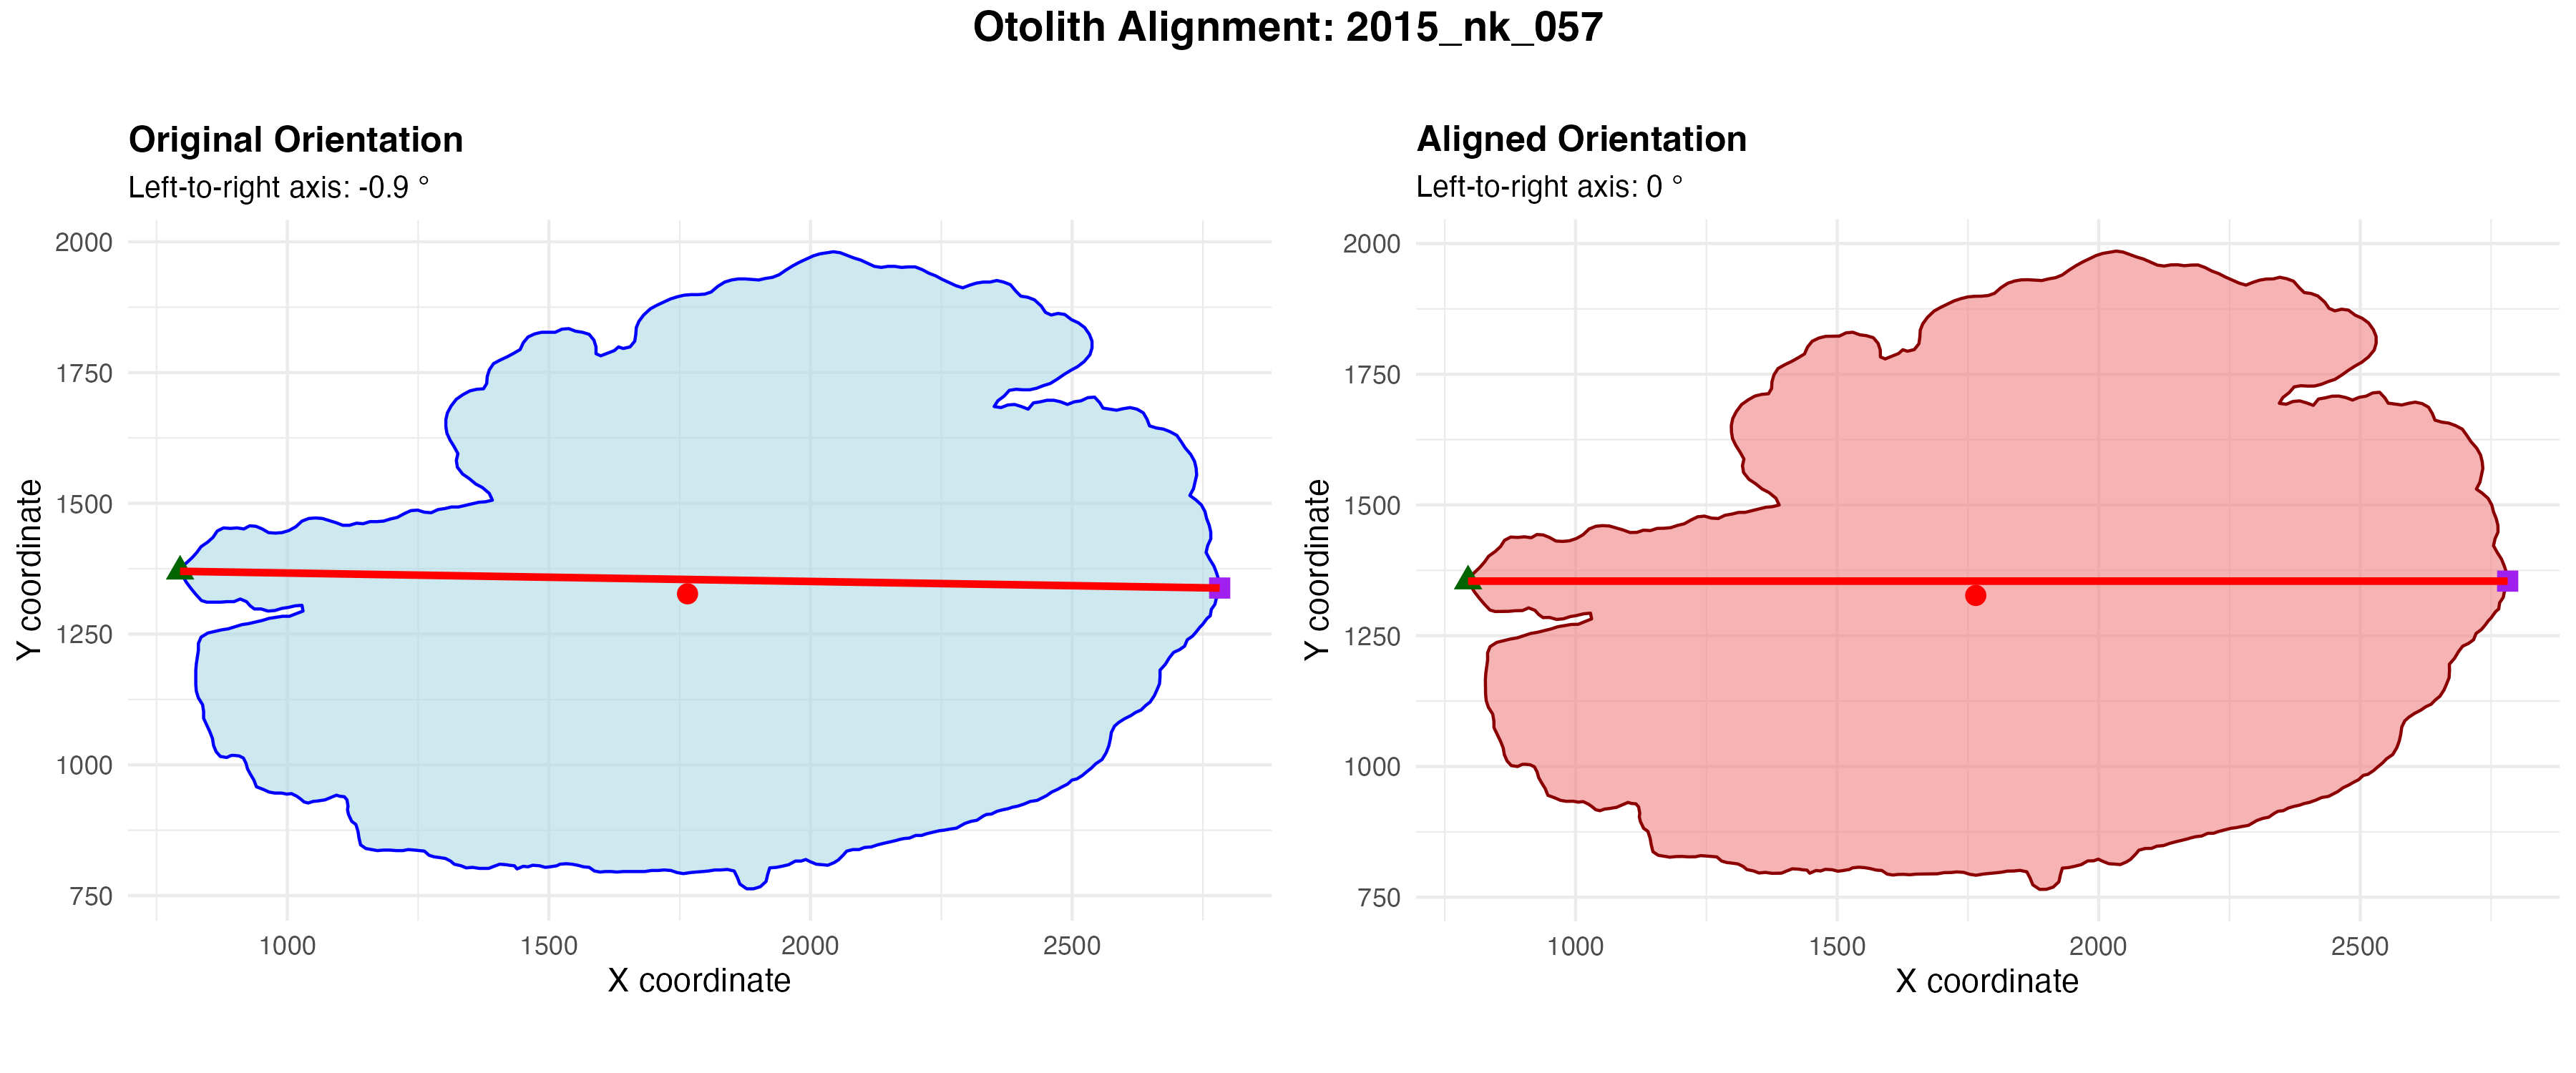 Otolith Alignment: 2015_nk_057
Original Orientation
Left-to-right axis: -0.9 °
Y coordinate
2000
1750
1500
1250
1000
750
1000 1500 2000 2500
X coordinate
Aligned Orientation
Left-to-right axis: 0 °
Y coordinate
2000
1750
1500
1250
1000
750
1000 1500 2000 2500
X coordinate